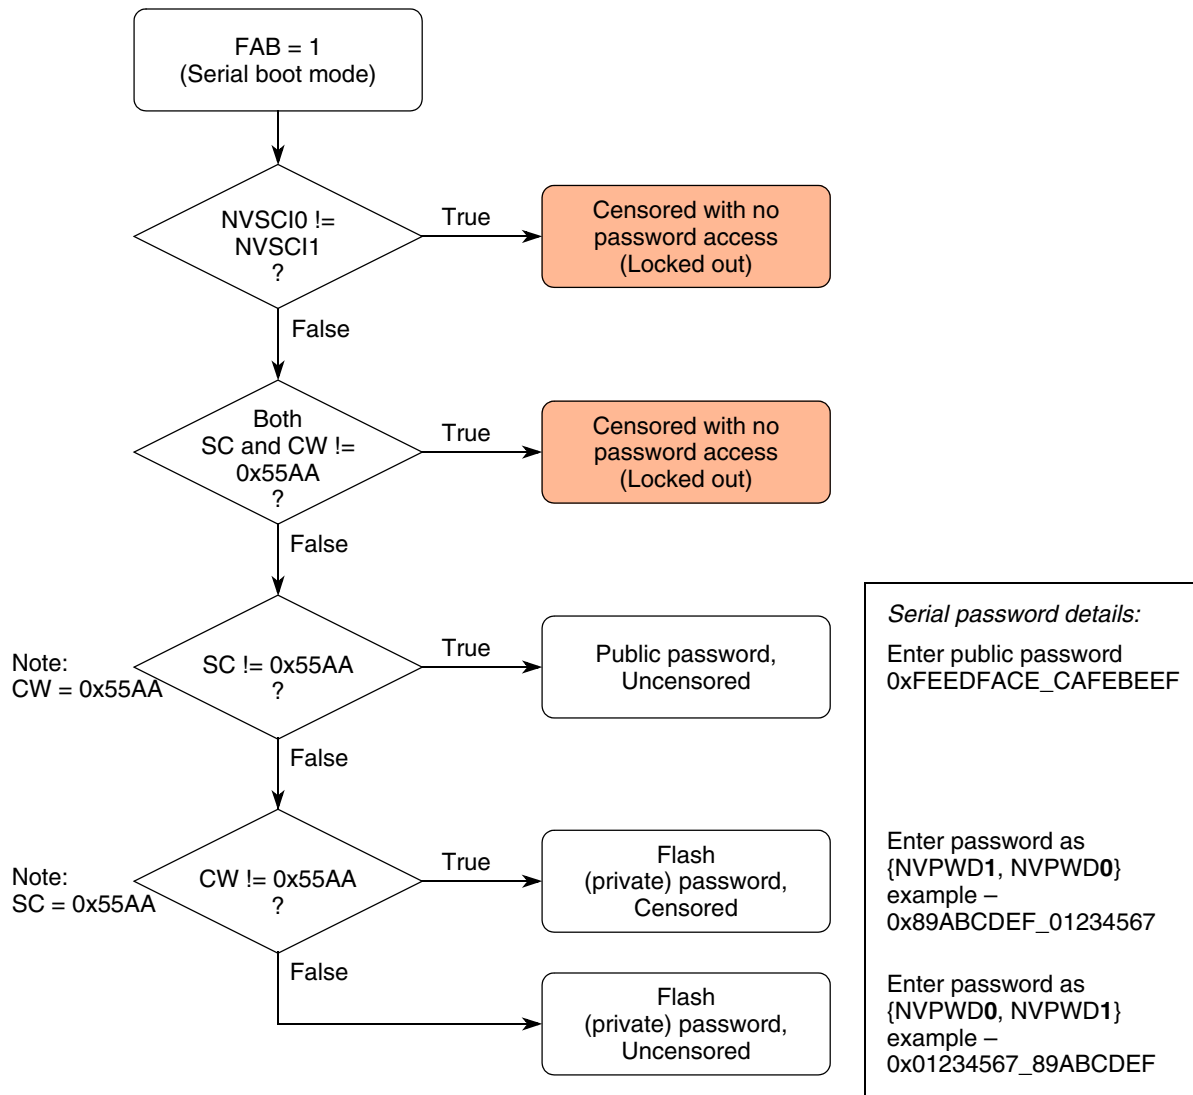 FAB = 1
(Serial boot mode)
NVSCI0 !=
NVSCI1
?
True
Censored with no
password access
(Locked out)
False
Both
SC and CW !=
0x55AA
?
True
Censored with no
password access
(Locked out)
False
Note:
CW = 0x55AA
SC != 0x55AA
?
True
Public password,
Uncensored
False
Note:
SC = 0x55AA
CW != 0x55AA
?
True
Flash
(private) password,
Censored
False
Flash
(private) password,
Uncensored
Serial password details:
Enter public password
0xFEEDFACE_CAFEBEEF
Enter password as
{NVPWD1, NVPWD0}
example –
0x89ABCDEF_01234567
Enter password as
{NVPWD0, NVPWD1}
example –
0x01234567_89ABCDEF